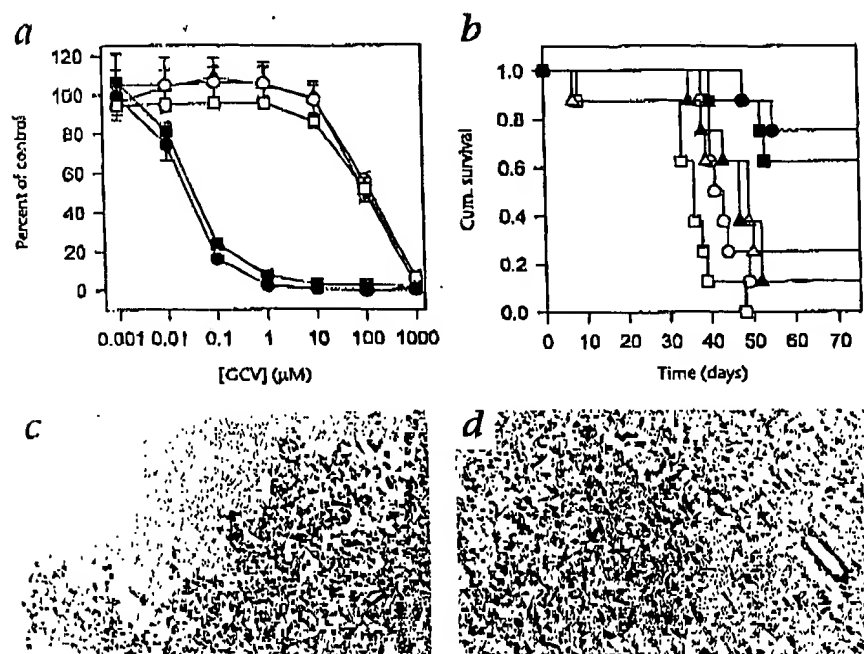 a
b
120
100
80
60
40
20
0
Percent of control
0.001 0.01 0.1 1 10 100 1000
[GCV] (μM)
1.0
0.8
0.6
0.4
0.2
0.0
Cum. survival
0 10 20 30 40 50 60 70
Time (days)
c
d